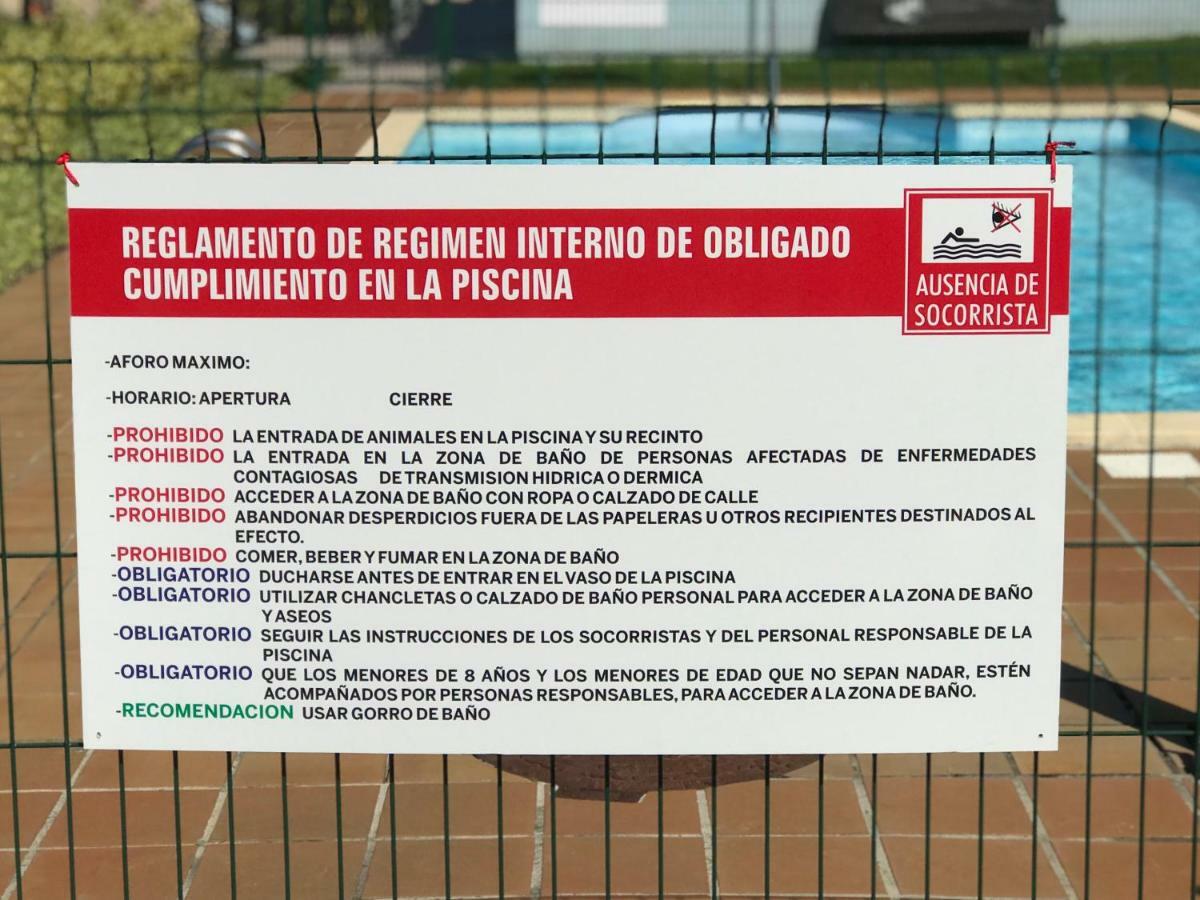 REGLAMENTO DE REGIMEN INTERNO DE OBLIGADO
CUMPLIMIENTO EN LA PISCINA
AUSENCIA DE
SOCORRISTA
-AFORO MAXIMO:
-HORARIO: APERTURA CIERRE
-PROHIBIDO LA ENTRADA DE ANIMALES EN LA PISCINA Y SU RECINTO
-PROHIBIDO LA ENTRADA EN LA ZONA DE BAÑO DE PERSONAS AFECTADAS DE ENFERMEDADES
CONTAGIOSAS DE TRANSMISION HIDRICA O DERMICA
-PROHIBIDO ACCEDER A LA ZONA DE BAÑO CON ROPA O CALZADO DE CALLE
-PROHIBIDO ABANDONAR DESPERDICIOS FUERA DE LAS PAPELERAS U OTROS RECIPIENTES DESTINADOS AL
EFECTO.
-PROHIBIDO COMER, BEBER Y FUMAR EN LA ZONA DE BAÑO
-OBLIGATORIO DUCHARSE ANTES DE ENTRAR EN EL VASO DE LA PISCINA
-OBLIGATORIO UTILIZAR CHANCLETAS O CALZADO DE BAÑO PERSONAL PARA ACCEDER A LA ZONA DE BAÑO
Y ASEOS
-OBLIGATORIO SEGUIR LAS INSTRUCCIONES DE LOS SOCORRISTAS Y DEL PERSONAL RESPONSABLE DE LA
PISCINA
-OBLIGATORIO QUE LOS MENORES DE 8 AÑOS Y LOS MENORES DE EDAD QUE NO SEPAN NADAR, ESTÉN
ACOMPAÑADOS POR PERSONAS RESPONSABLES, PARA ACCEDER A LA ZONA DE BAÑO.
-RECOMENDACION USAR GORRO DE BAÑO